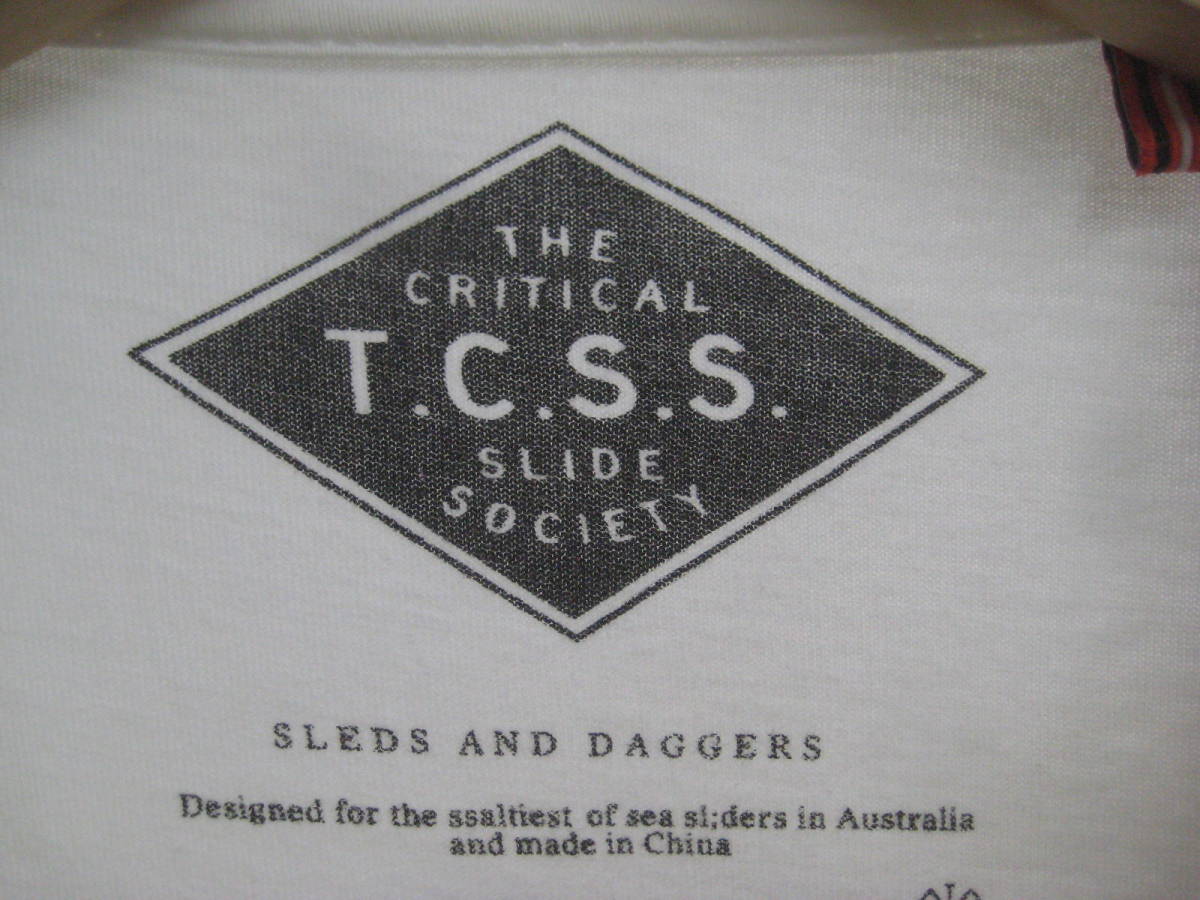 THE
CRITICAL
T.C.S.S.
SLIDE
SOCIETY
SLEDS AND DAGGERS
Designed for the ssaltiest of sea sl;ders in Australia
and made in China